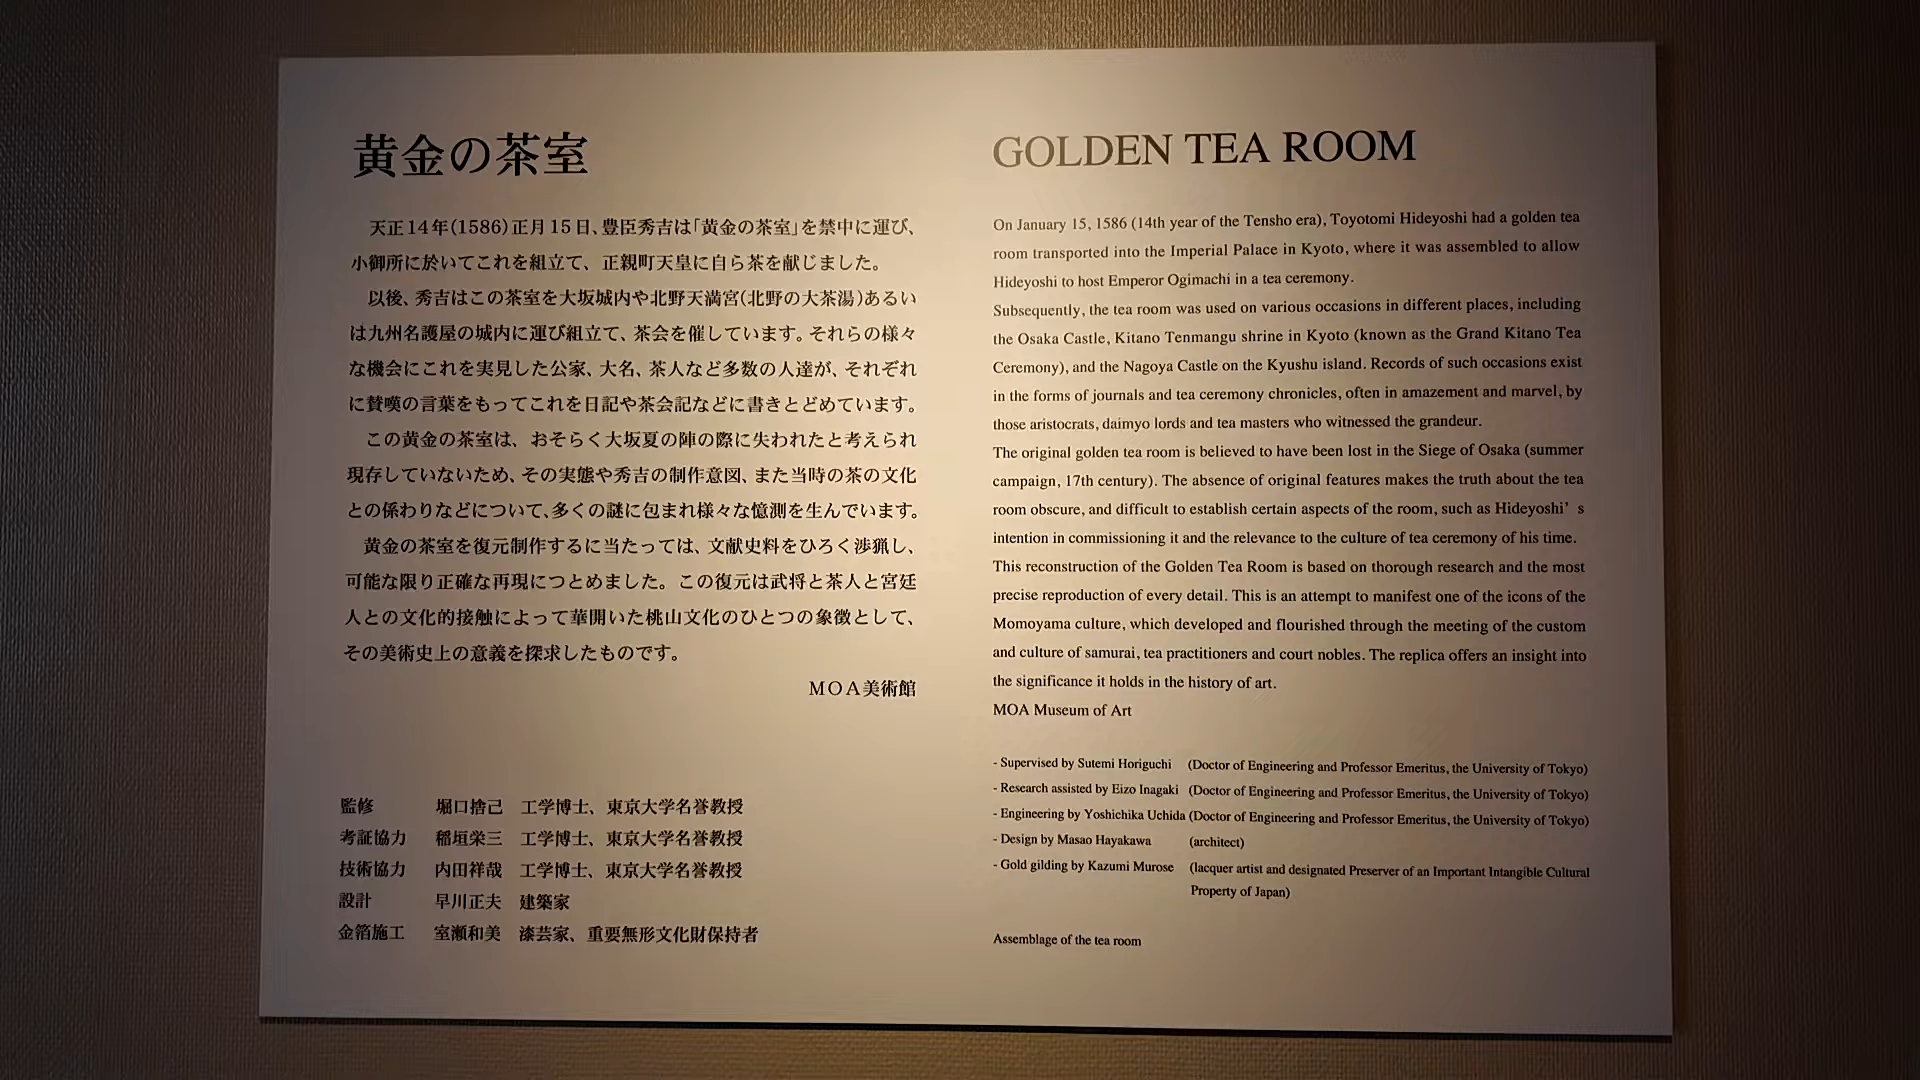 黄金の茶室
天正14年(1586)正月15日、豊臣秀吉は「黄金の茶室」を禁中に運び、
小御所に於いてこれを組立て、正親町天皇に自ら茶を献じました。
以後、秀吉はこの茶室を大坂城内や北野天満宮(北野の大茶湯)あるい
は九州名護屋の城内に運び組立て、茶会を催しています。それらの様々
な機会にこれを実見した公家、大名、茶人など多数の人達が、それぞれ
に賛嘆の言葉をもってこれを日記や茶会記などに書きとどめています。
この黄金の茶室は、おそらく大坂夏の陣の際に失われたと考えられ
現存していないため、その実態や秀吉の制作意図、また当時の茶の文化
との係わりなどについて、多くの謎に包まれ様々な憶測を生んでいます。
黄金の茶室を復元制作するに当たっては、文献史料をひろく渉猟し、
可能な限り正確な再現につとめました。この復元は武将と茶人と宮廷
人との文化的接触によって華開いた桃山文化のひとつの象徴として、
その美術史上の意義を探求したものです。
MOA美術館
監修 堀口捨己 工学博士、東京大学名誉教授
考証協力 稲垣栄三 工学博士、東京大学名誉教授
技術協力 内田祥哉 工学博士、東京大学名誉教授
設計 早川正夫 建築家
金箔施工 室瀬和美 漆芸家、重要無形文化財保持者
GOLDEN TEA ROOM
On January 15, 1586 (14th year of the Tensho era), Toyotomi Hideyoshi had a golden tea
room transported into the Imperial Palace in Kyoto, where it was assembled to allow
Hideyoshi to host Emperor Ogimachi in a tea ceremony.
Subsequently, the tea room was used on various occasions in different places, including
the Osaka Castle, Kitano Tenmangu shrine in Kyoto (known as the Grand Kitano Tea
Ceremony), and the Nagoya Castle on the Kyushu island. Records of such occasions exist
in the forms of journals and tea ceremony chronicles, often in amazement and marvel, by
those aristocrats, daimyo lords and tea masters who witnessed the grandeur.
The original golden tea room is believed to have been lost in the Siege of Osaka (summer
campaign, 17th century). The absence of original features makes the truth about the tea
room obscure, and difficult to establish certain aspects of the room, such as Hideyoshi’ s
intention in commissioning it and the relevance to the culture of tea ceremony of his time.
This reconstruction of the Golden Tea Room is based on thorough research and the most
precise reproduction of every detail. This is an attempt to manifest one of the icons of the
Momoyama culture, which developed and flourished through the meeting of the custom
and culture of samurai, tea practitioners and court nobles. The replica offers an insight into
the significance it holds in the history of art.
MOA Museum of Art
- Supervised by Sutemi Horiguchi (Doctor of Engineering and Professor Emeritus, the University of Tokyo)
- Research assisted by Eizo Inagaki (Doctor of Engineering and Professor Emeritus, the University of Tokyo)
- Engineering by Yoshichika Uchida (Doctor of Engineering and Professor Emeritus, the University of Tokyo)
- Design by Masao Hayakawa (architect)
- Gold gilding by Kazumi Murose (lacquer artist and designated Preserver of an Important Intangible Cultural
Property of Japan)
Assemblage of the tea room